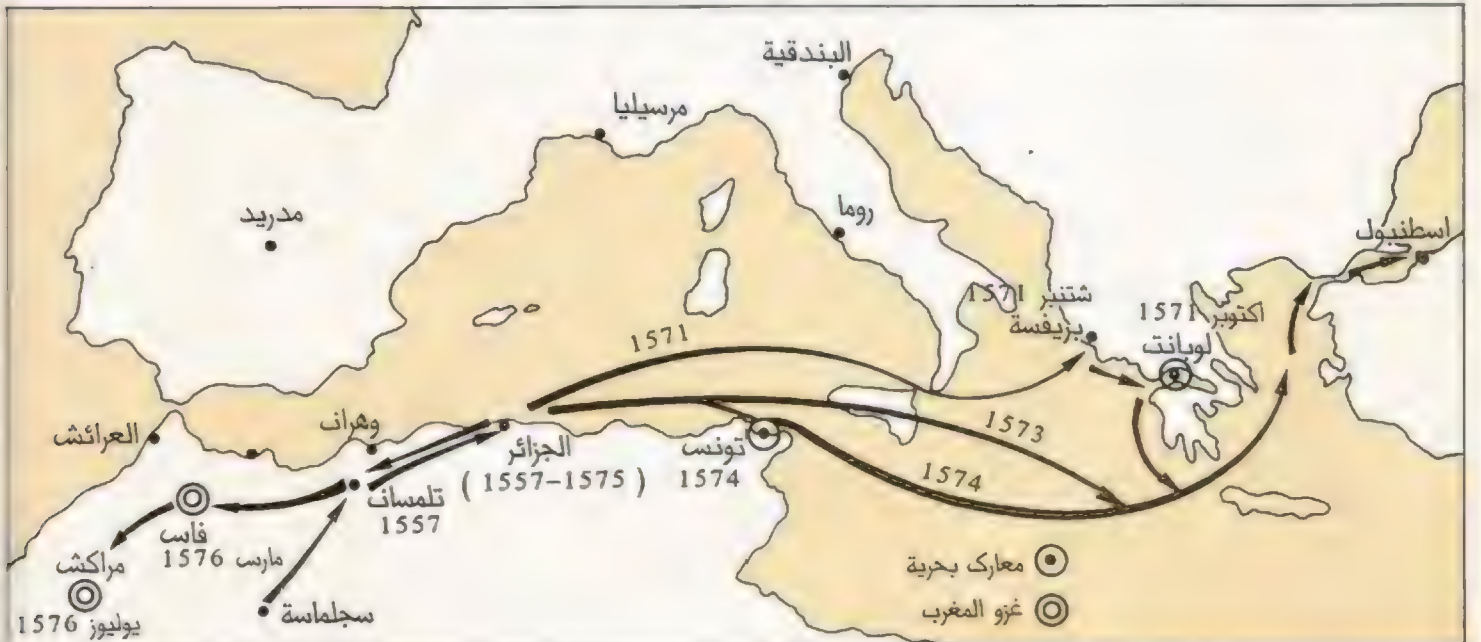 البندقية
مرسيليا
مدريد
روما
اسطنبول
شتنبر 1571
بريفسة
اكتوبر 1571
لوبانت
1571
1573
1574
العرائش
وهران
الجزائر
(1557-1575)
تونس
1574
تلمسان
1557
فاس
مارس 1576
مراكش
يوليوز 1576
سجلماسة
معارك بحرية
غزو المغرب